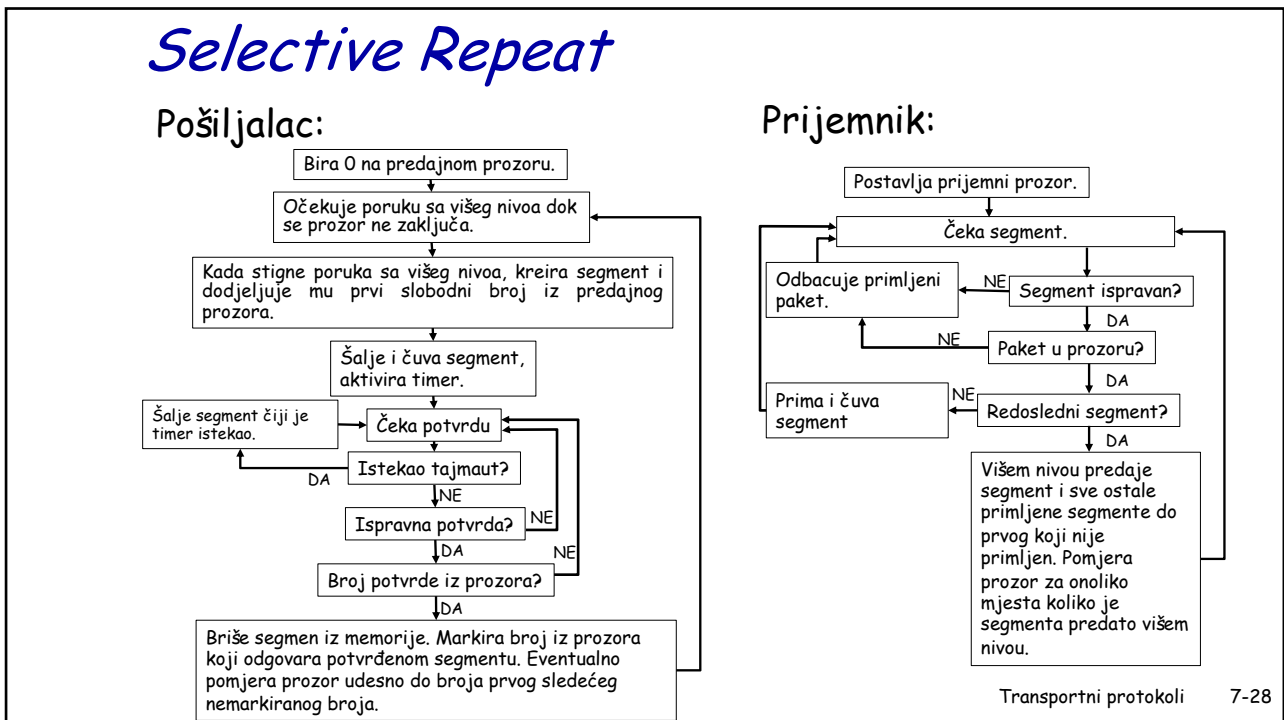 Selective Repeat
Pošiljalac:
Bira 0 na predajnom prozoru.
Očekuje poruku sa višeg nivoa dok
se prozor ne zaključa.
Kada stigne poruka sa višeg nivoa, kreira segment i
dodjeljuje mu prvi slobodni broj iz predajnog
prozora.
Šalje i čuva segment,
aktivira timer.
Šalje segment čiji je
timer istekao.
Čeka potvrdu
Istekao tajmaut?
DA
NE
Ispravna potvrda?
NE
DA
NE
Broj potvrde iz prozora?
DA
Briše segmen iz memorije. Markira broj iz prozora
koji odgovara potvrđenom segmentu. Eventualno
pomjera prozor udesno do broja prvog sledećeg
nemarkiranog broja.
Prijemnik:
Postavlja prijemni prozor.
Čeka segment.
Odbacuje primljeni
paket.
NE
Segment ispravan?
DA
NE
Paket u prozoru?
DA
Prima i čuva
segment
NE
Redosledni segment?
DA
Višem nivou predaje
segment i sve ostale
primljene segmente do
prvog koji nije
primljen. Pomjera
prozor za onoliko
mjesta koliko je
segmenta predato višem
nivou.
Transportni protokoli 7-28